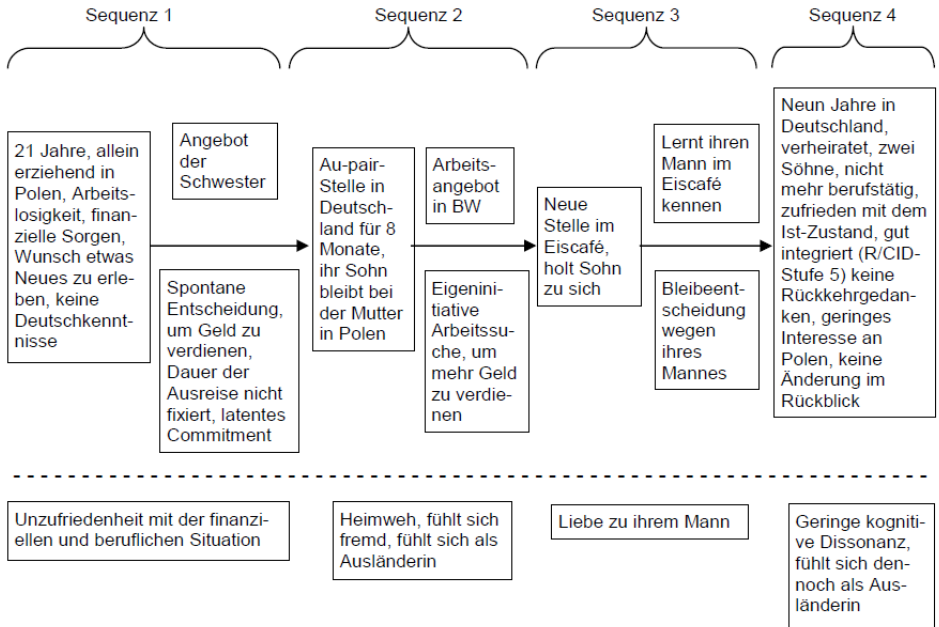 Sequenz 1
Sequenz 2
Sequenz 3
Sequenz 4
21 Jahre, allein
erziehend in
Polen, Arbeits-
losigkeit, finan-
zielle Sorgen,
Wunsch etwas
Neues zu erle-
ben, keine
Deutschkennt-
nisse
Angebot
der
Schwester
Spontane
Entscheidung,
um Geld zu
verdienen,
Dauer der
Ausreise nicht
fixiert, latentes
Commitment
Au-pair-
Stelle in
Deutsch-
land für 8
Monate,
ihr Sohn
bleibt bei
der Mutter
in Polen
Arbeits-
angebot
in BW
Eigenini-
tiative
Arbeitssu-
che, um
mehr Geld
zu verdie-
nen
Neue
Stelle im
Eiscafé,
holt Sohn
zu sich
Lernt ihren
Mann im
Eiscafé
kennen
Bleibeent-
scheidung
wegen
ihres
Mannes
Neun Jahre in
Deutschland,
verheiratet, zwei
Söhne, nicht
mehr berufstätig,
zufrieden mit dem
Ist-Zustand, gut
integriert (R/CID-
Stufe 5) keine
Rückkehrgedan-
ken, geringes
Interesse an
Polen, keine
Änderung im
Rückblick
Unzufriedenheit mit der finanzi-
ellen und beruflichen Situation
Heimweh, fühlt sich
fremd, fühlt sich als
Ausländerin
Liebe zu ihrem Mann
Geringe kogniti-
ve Dissonanz,
fühlt sich den-
noch als Aus-
länderin